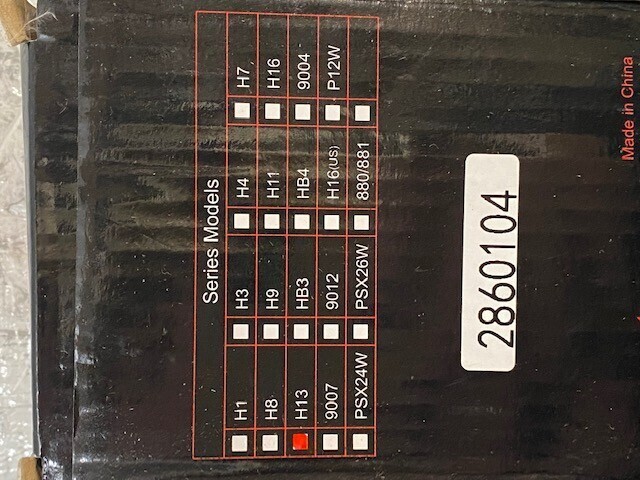 Series Models
H1 H3 H4 H7
H8 H9 H11 H16
H13 HB3 HB4 9004
9007 9012 H16(US) P12W
PSX24W PSX26W 880/881
2860104
Made in China